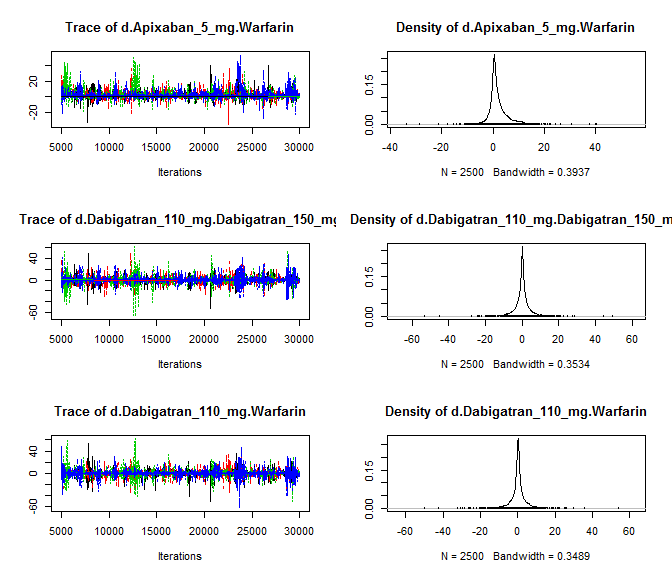 Trace of d.Apixaban_5_mg.Warfarin
20
-20
5000 10000 15000 20000 25000 30000
Iterations
Density of d.Apixaban_5_mg.Warfarin
0.15
0.00
-40 -20 0 20 40
N = 2500 Bandwidth = 0.3937
Trace of d.Dabigatran_110_mg.Dabigatran_150_mg
40
0
-60
5000 10000 15000 20000 25000 30000
Iterations
Density of d.Dabigatran_110_mg.Dabigatran_150_m
0.15
0.00
-60 -40 -20 0 20 40 60
N = 2500 Bandwidth = 0.3534
Trace of d.Dabigatran_110_mg.Warfarin
40
0
-60
5000 10000 15000 20000 25000 30000
Iterations
Density of d.Dabigatran_110_mg.Warfarin
0.15
0.00
-60 -40 -20 0 20 40 60
N = 2500 Bandwidth = 0.3489